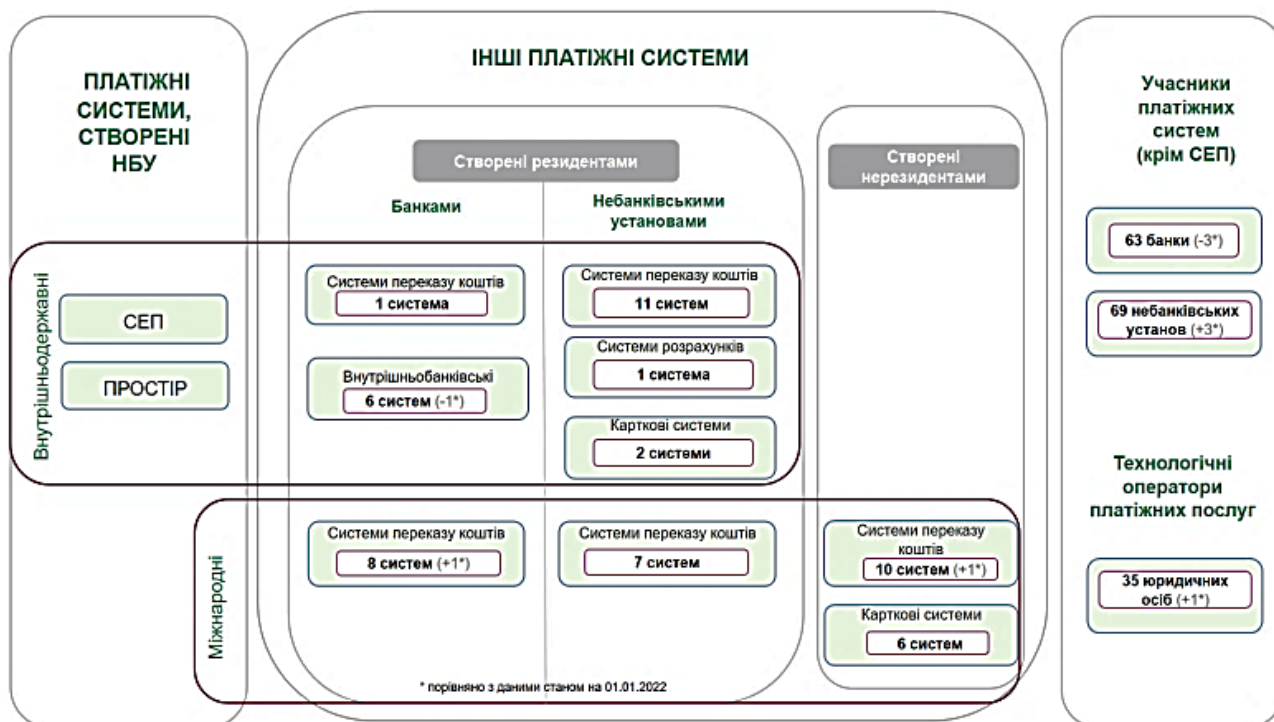 ПЛАТІЖНІ
СИСТЕМИ,
СТВОРЕНІ
НБУ
ІНШІ ПЛАТІЖНІ СИСТЕМИ
Створені резидентами
Створені
нерезидентами
Банками
Небанківськими
установами
Учасники
платіжних
систем
(крім СЕП)
63 банки (-3*)
69 небанківських
установ (+3*)
Внутрішньодержавні
СЕП
ПРОСТІР
Системи переказу коштів
1 система
Внутрішньобанківські
6 систем (-1*)
Системи переказу коштів
11 систем
Системи розрахунків
1 система
Карткові системи
2 системи
Технологічні
оператори
платіжних послуг
35 юридичних
осіб (+1*)
Міжнародні
Системи переказу коштів
8 систем (+1*)
Системи переказу коштів
7 систем
Системи переказу
коштів
10 систем (+1*)
Карткові системи
6 систем
* порівняно з даними станом на 01.01.2022